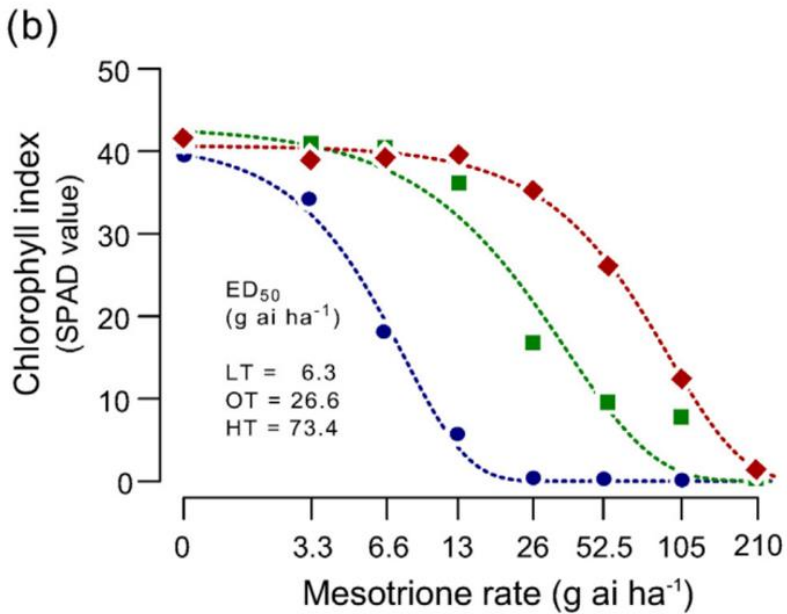 (b)
Chlorophyll index
(SPAD value)
50
40
30
20
10
0
ED₅₀
(g ai ha⁻¹)
LT = 6.3
OT = 26.6
HT = 73.4
0 3.3 6.6 13 26 52.5 105 210
Mesotrione rate (g ai ha⁻¹)